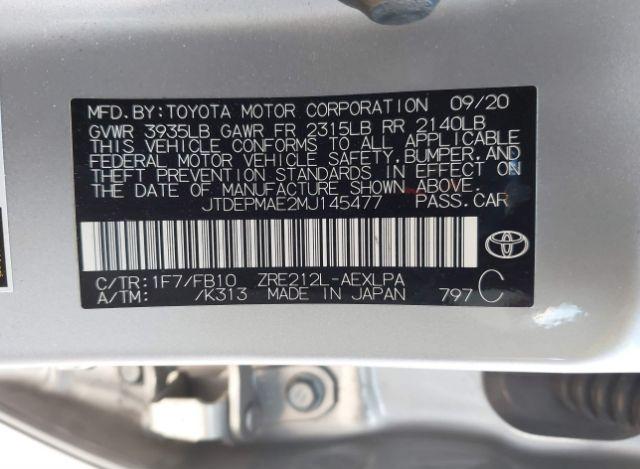 MFD. BY: TOYOTA MOTOR CORPORATION 09/20
GVWR 3935LB GAWR FR 2315LB RR 2140LB
THIS VEHICLE CONFORMS TO ALL APPLICABLE
FEDERAL MOTOR VEHICLE SAFETY, BUMPER, AND
THEFT PREVENTION STANDARDS IN EFFECT ON
THE DATE OF MANUFACTURE SHOWN ABOVE.
JTDEPMAE2MJ145477 PASS. CAR
C/TR: 1F7/FB10 ZRE212L-AEXLPA
A/TM: /K313 MADE IN JAPAN 797 C